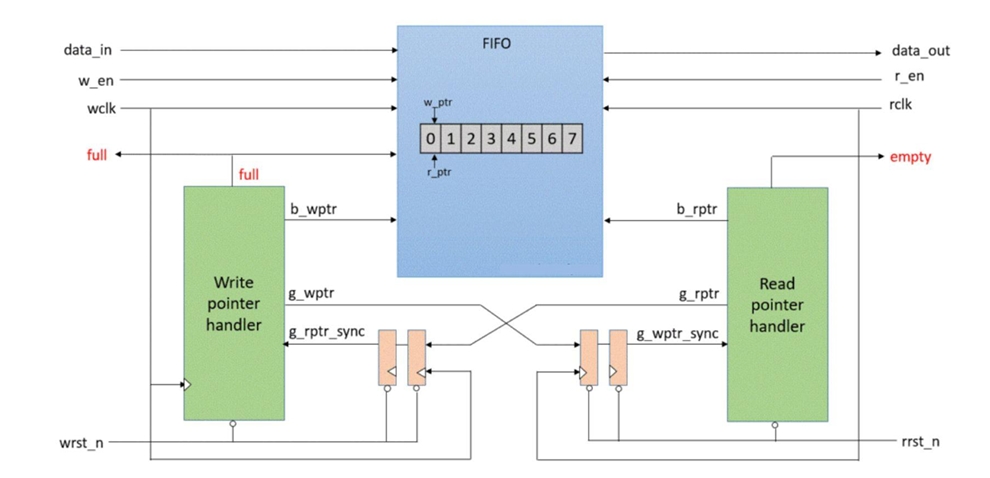 FIFO
data_in
data_out
w_en
r_en
wclk
rclk
w_ptr
0 1 2 3 4 5 6 7
r_ptr
full
empty
full
b_wptr
b_rptr
Write
pointer
handler
Read
pointer
handler
g_wptr
g_rptr
g_rptr_sync
g_wptr_sync
wrst_n
rrst_n